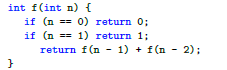 int f(int n) {
if (n == 0) return 0;
if (n == 1) return 1;
return f(n - 1) + f(n - 2);
}